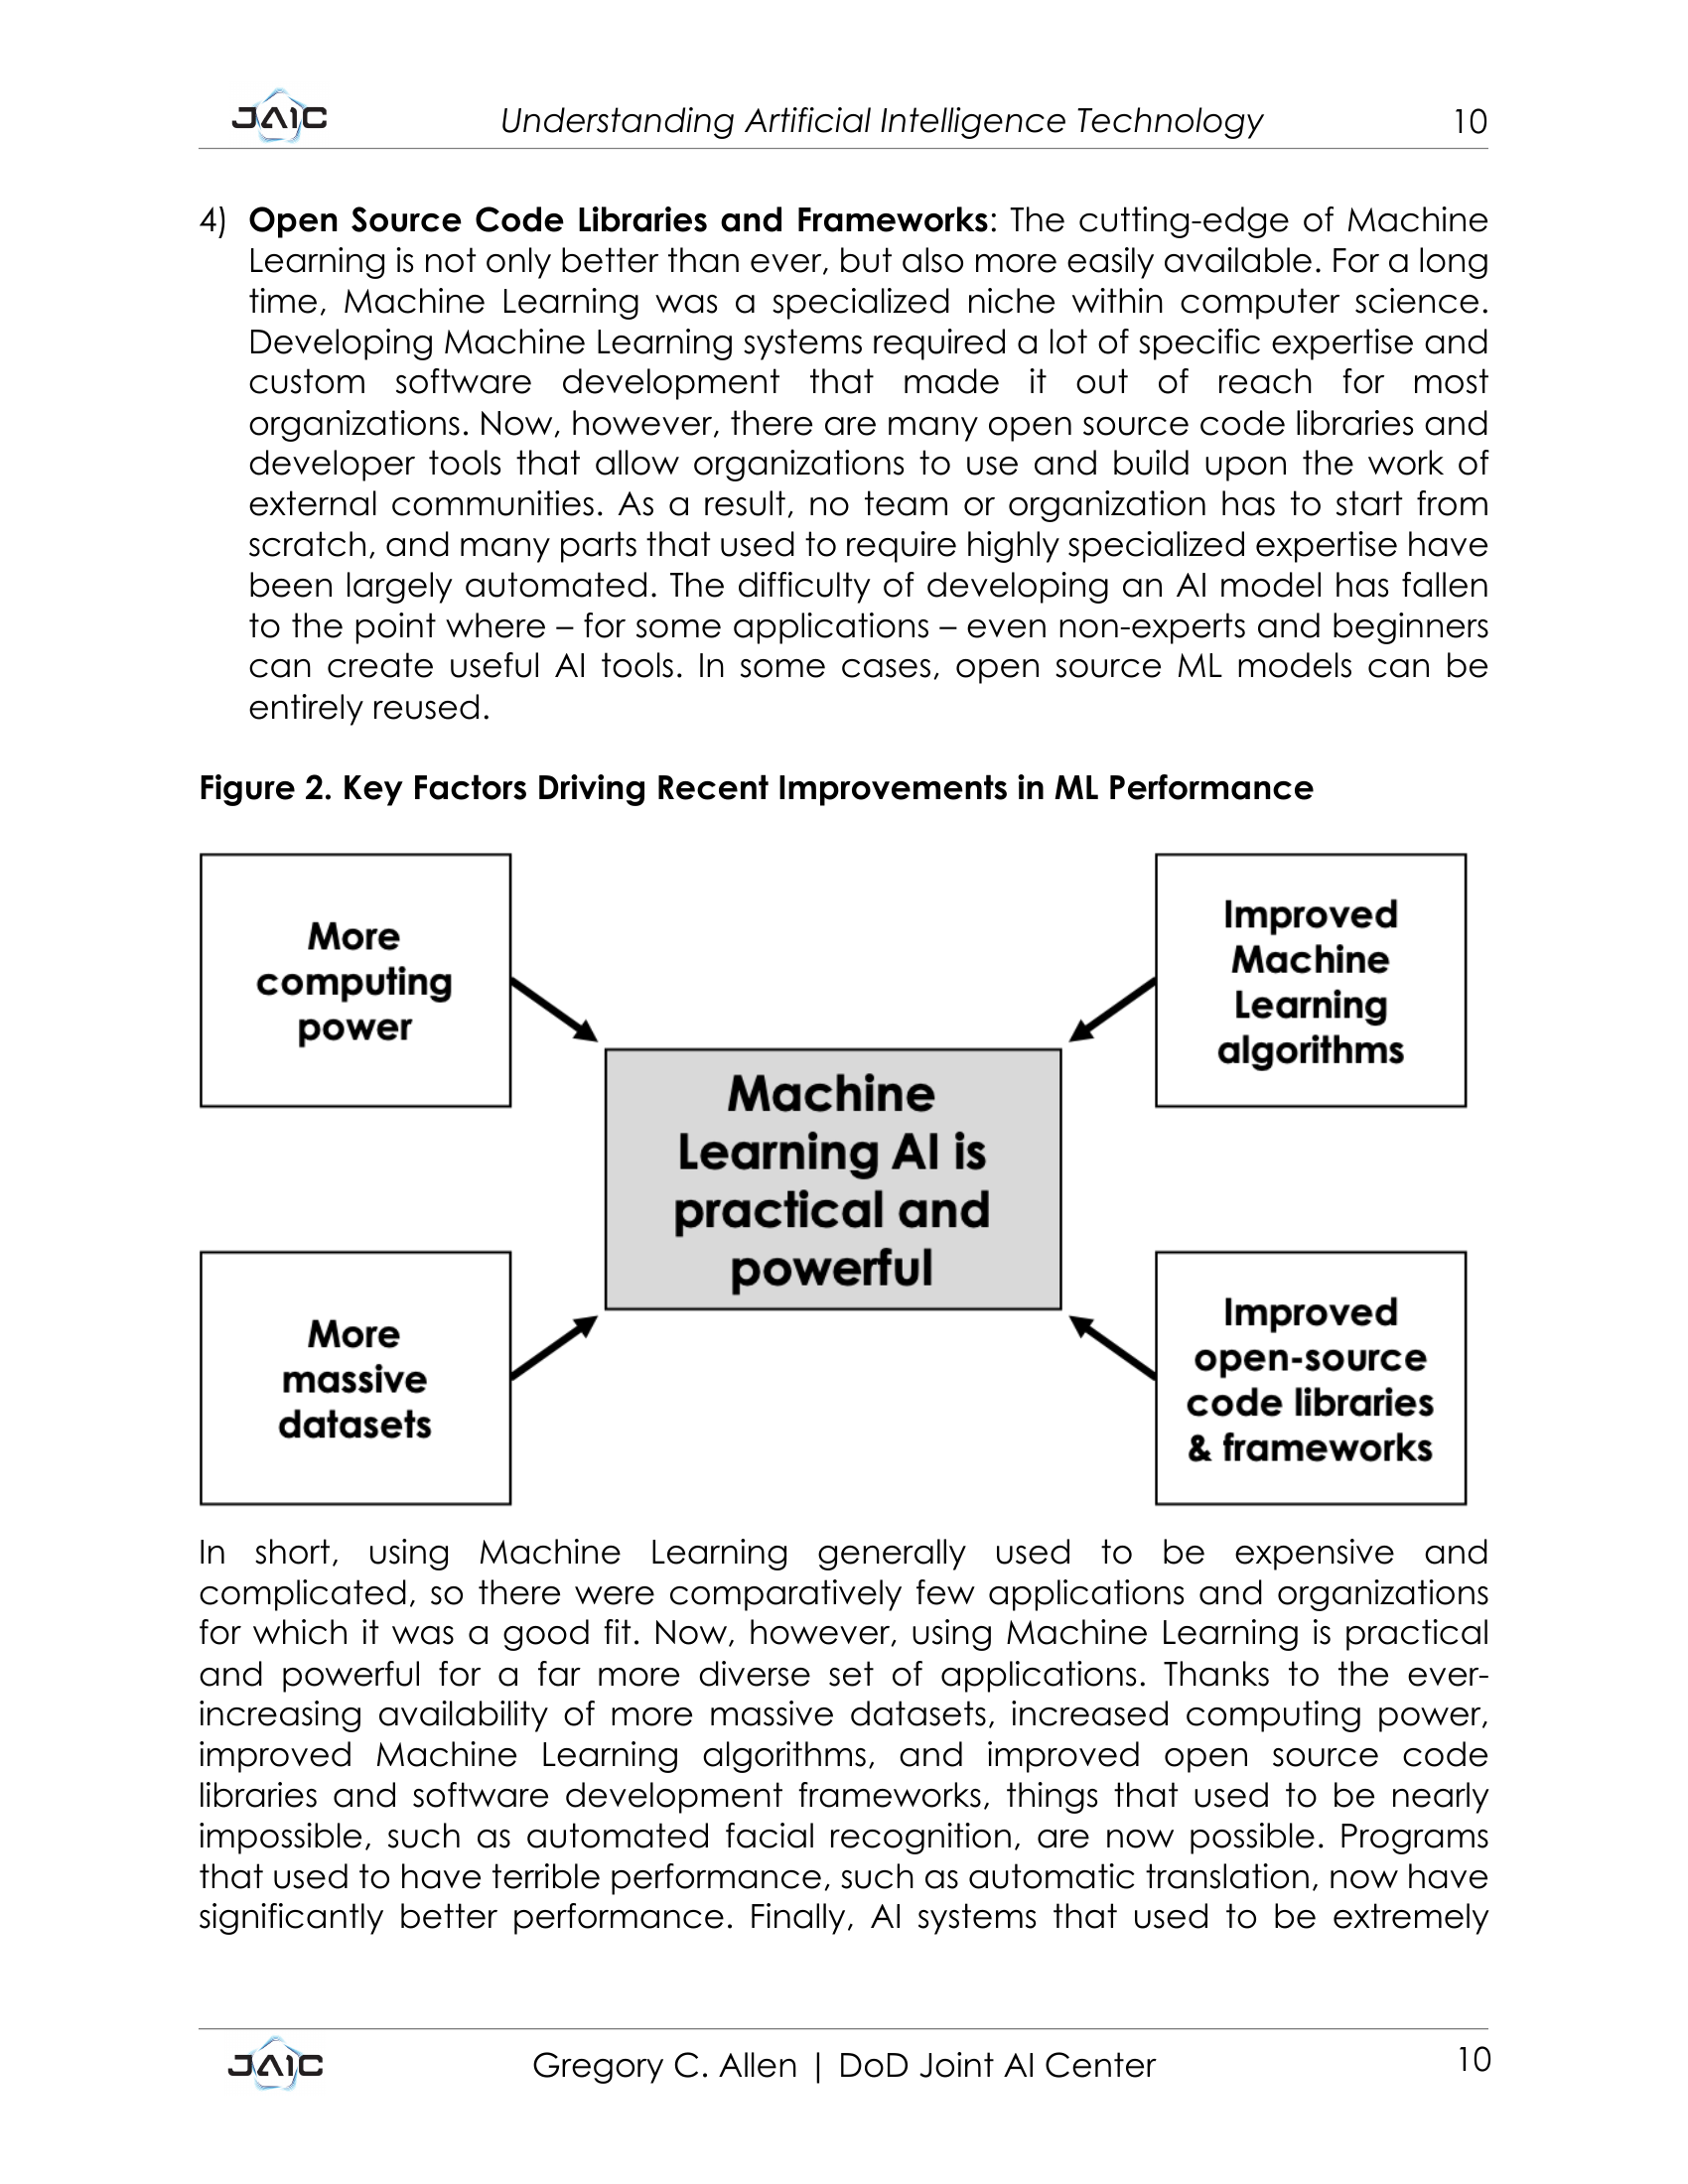 JAIC
Understanding Artificial Intelligence Technology
10
4) Open Source Code Libraries and Frameworks: The cutting-edge of Machine
Learning is not only better than ever, but also more easily available. For a long
time, Machine Learning was a specialized niche within computer science.
Developing Machine Learning systems required a lot of specific expertise and
custom software development that made it out of reach for most
organizations. Now, however, there are many open source code libraries and
developer tools that allow organizations to use and build upon the work of
external communities. As a result, no team or organization has to start from
scratch, and many parts that used to require highly specialized expertise have
been largely automated. The difficulty of developing an AI model has fallen
to the point where – for some applications – even non-experts and beginners
can create useful AI tools. In some cases, open source ML models can be
entirely reused.
Figure 2. Key Factors Driving Recent Improvements in ML Performance
More
computing
power
Improved
Machine
Learning
algorithms
Machine
Learning AI is
practical and
powerful
More
massive
datasets
Improved
open-source
code libraries
& frameworks
In short, using Machine Learning generally used to be expensive and
complicated, so there were comparatively few applications and organizations
for which it was a good fit. Now, however, using Machine Learning is practical
and powerful for a far more diverse set of applications. Thanks to the ever-
increasing availability of more massive datasets, increased computing power,
improved Machine Learning algorithms, and improved open source code
libraries and software development frameworks, things that used to be nearly
impossible, such as automated facial recognition, are now possible. Programs
that used to have terrible performance, such as automatic translation, now have
significantly better performance. Finally, AI systems that used to be extremely
JAIC
Gregory C. Allen | DoD Joint AI Center
10